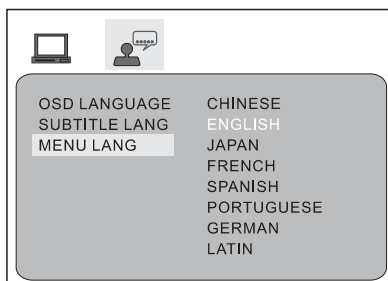 OSD LANGUAGE
SUBTITLE LANG
MENU LANG
CHINESE
ENGLISH
JAPAN
FRENCH
SPANISH
PORTUGUESE
GERMAN
LATIN